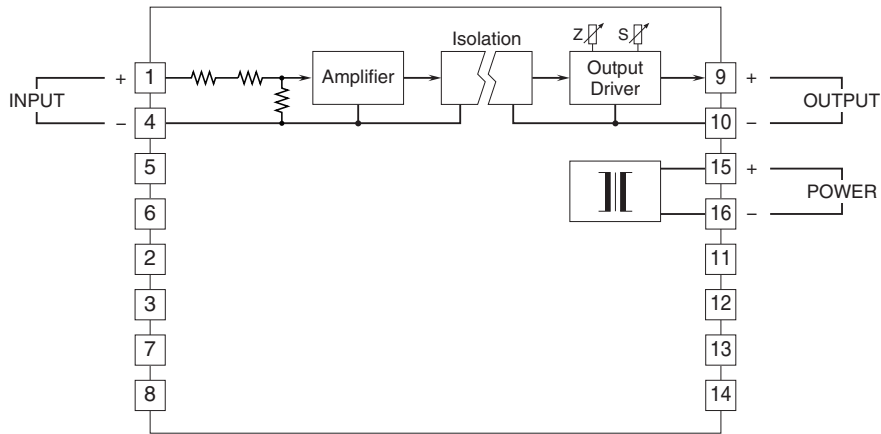 Isolation
Z
S
INPUT
+
1
Amplifier
Output
Driver
9
+
OUTPUT
−
4
10
−
5
15
+
POWER
6
16
−
2
11
3
12
7
13
8
14